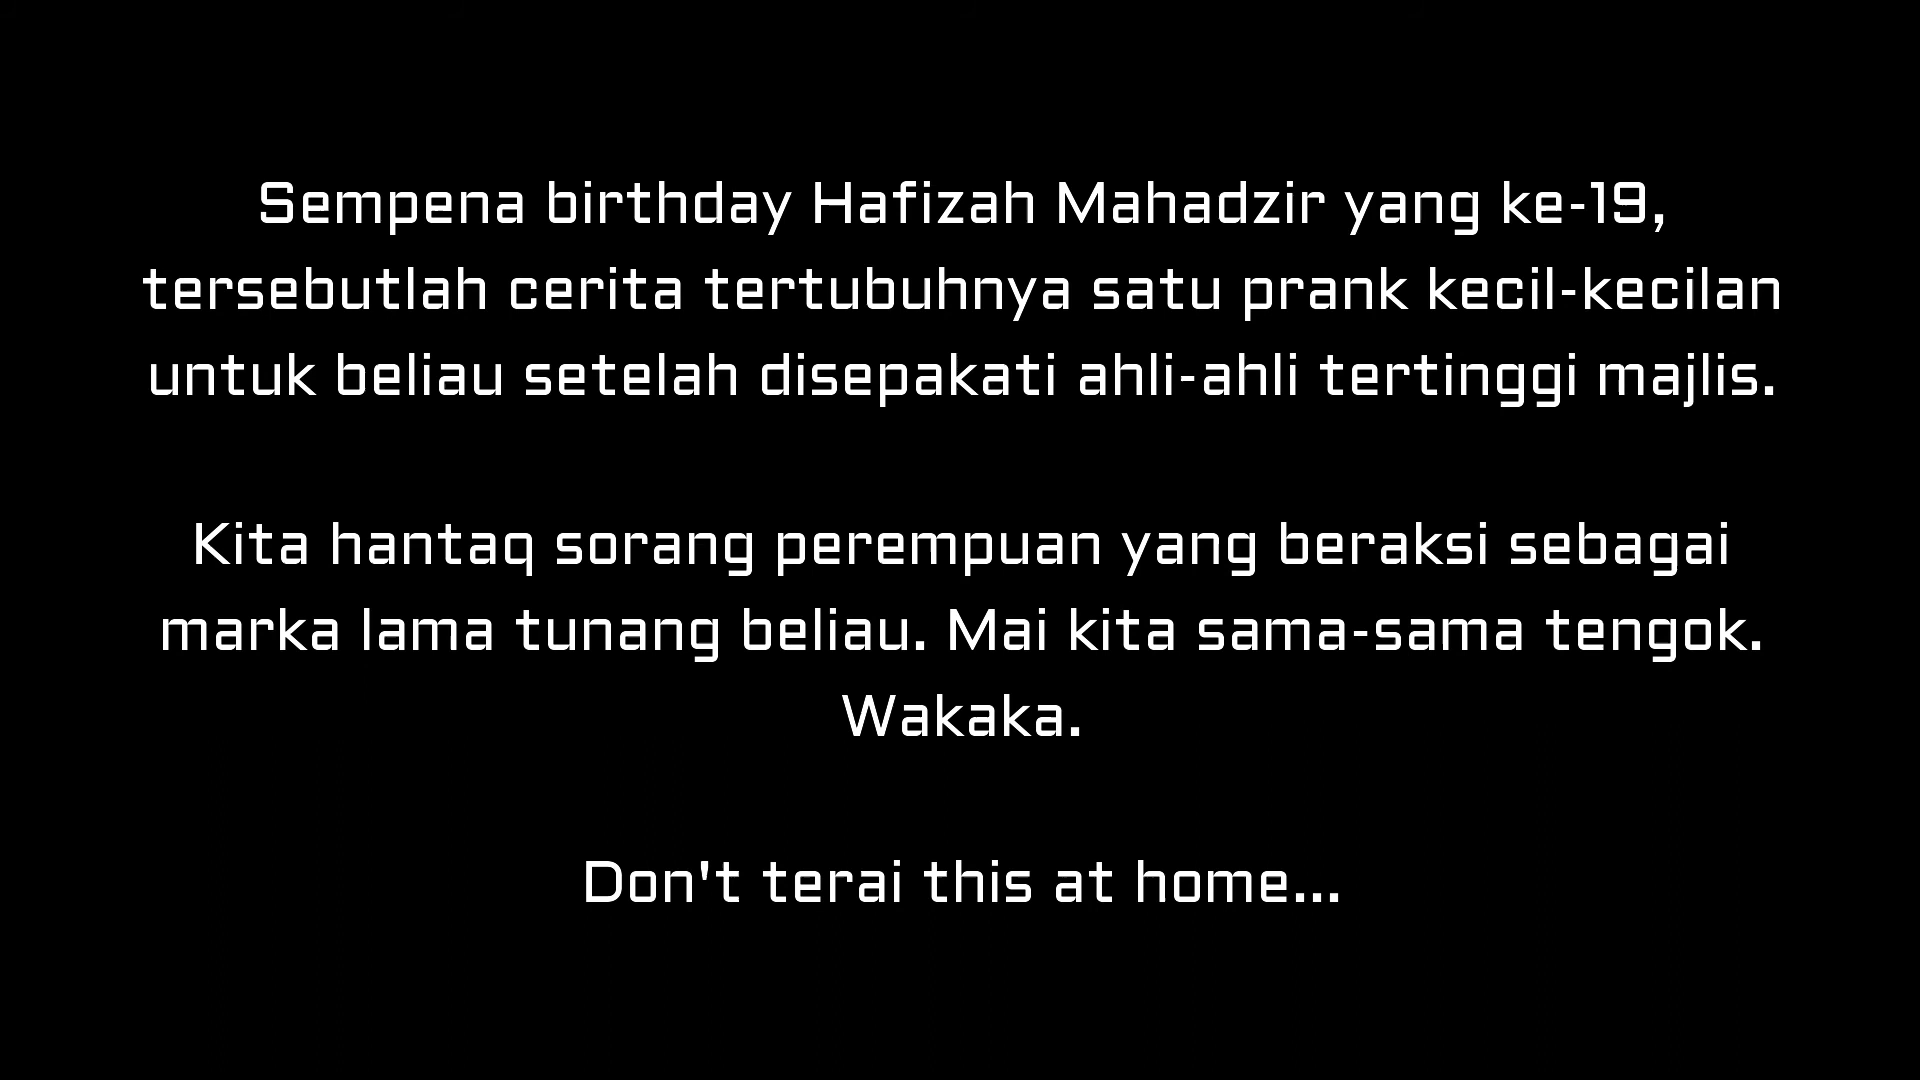 Sempena birthday Hafizah Mahadzir yang ke-19,
tersebutlah cerita tertubuhnya satu prank kecil-kecilan
untuk beliau setelah disepakati ahli-ahli tertinggi majlis.
Kita hantaq sorang perempuan yang beraksi sebagai
marka lama tunang beliau. Mai kita sama-sama tengok.
Wakaka.
Don't terai this at home...